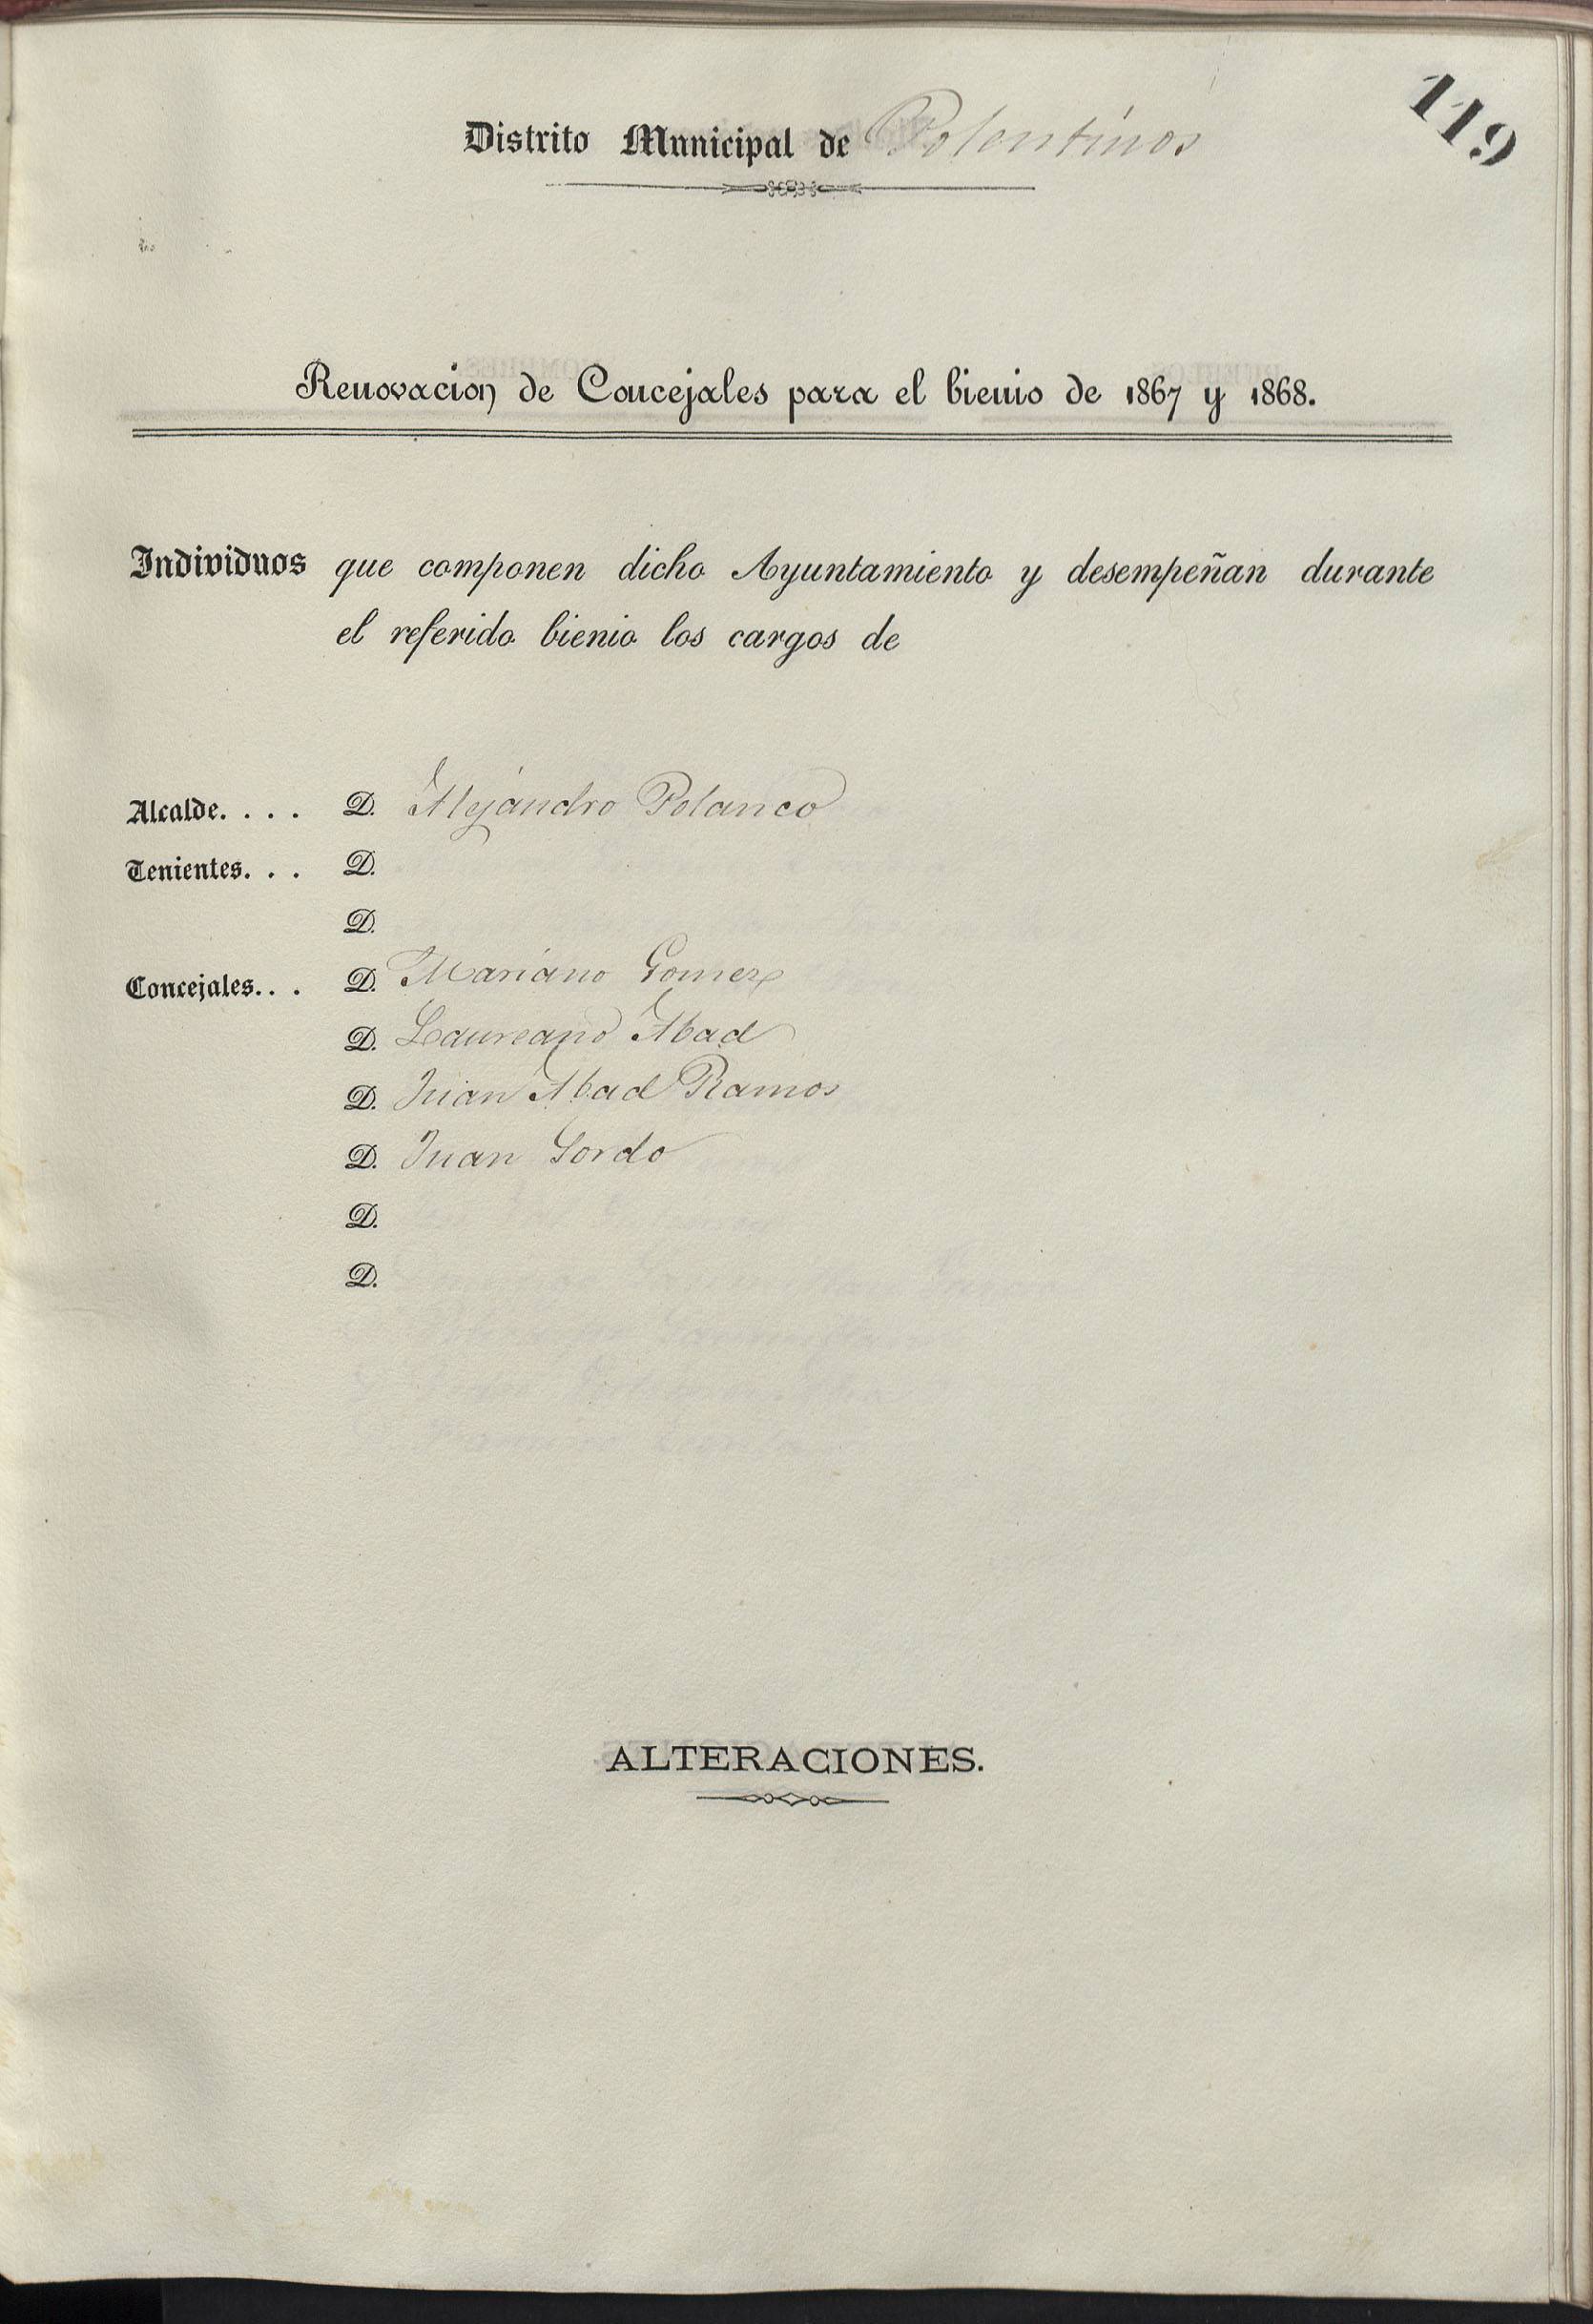 119
Distrito Municipal de Polentinos
Renovacion de Concejales para el bienio de 1867 y 1868.
Individuos que componen dicho Ayuntamiento y desempeñan durante
el referido bienio los cargos de
Alcalde. . . . D. Alejandro Polanco
Tenientes. . . D.
D.
Concejales. . . D. Mariano Gomez
D. Laureano Abad
D. Juan Abad Ramos
D. Juan Gordo
D.
D.
ALTERACIONES.